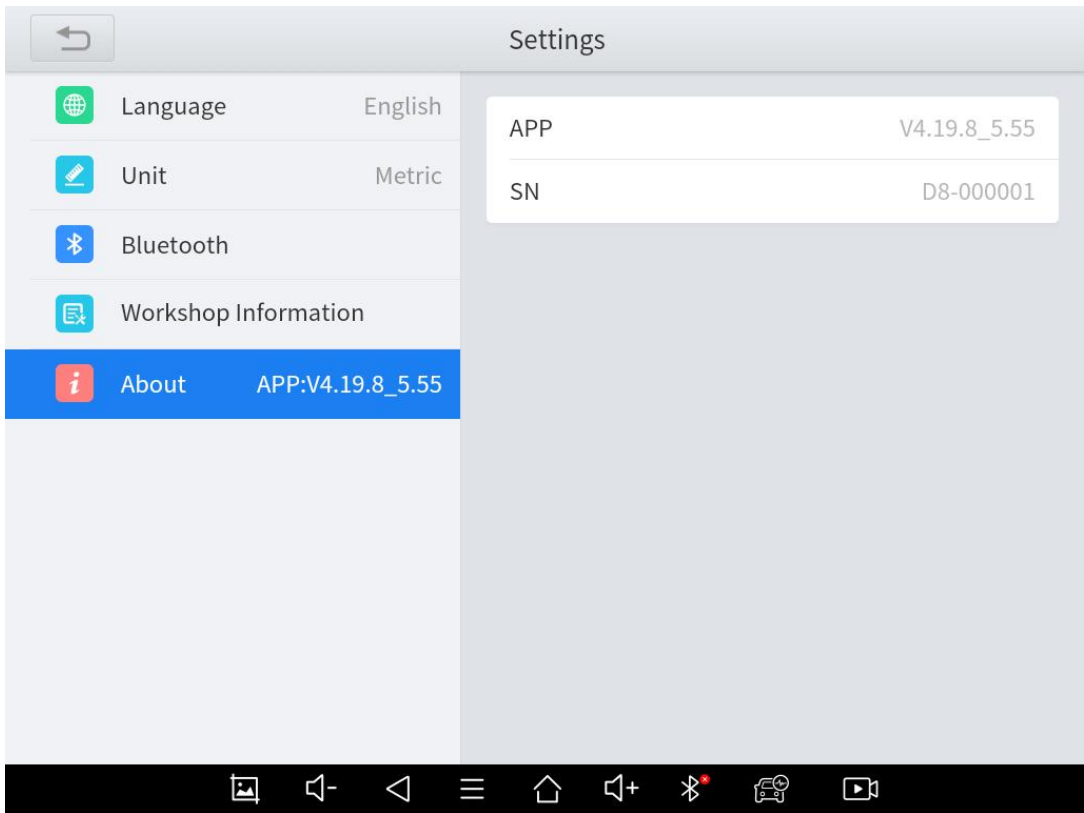 Settings
Language English
Unit Metric
Bluetooth
Workshop Information
About APP:V4.19.8_5.55
APP V4.19.8_5.55
SN D8-000001